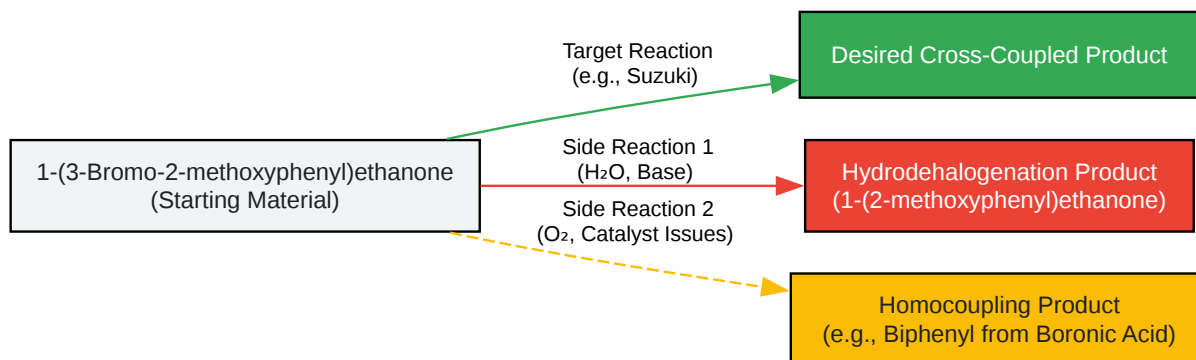 Target Reaction
(e.g., Suzuki)
Desired Cross-Coupled Product
1-(3-Bromo-2-methoxyphenyl)ethanone
(Starting Material)
Side Reaction 1
(H₂O, Base)
Hydrodehalogenation Product
(1-(2-methoxyphenyl)ethanone)
Side Reaction 2
(O₂, Catalyst Issues)
Homocoupling Product
(e.g., Biphenyl from Boronic Acid)